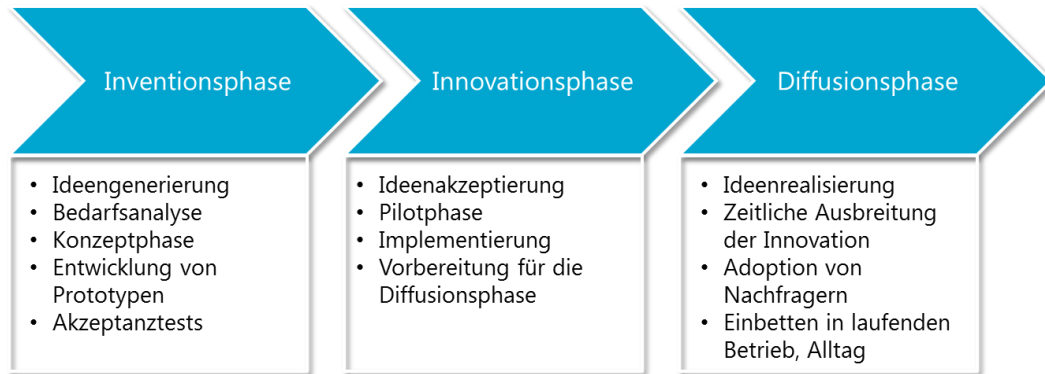 Inventionsphase
• Ideengenerierung
• Bedarfsanalyse
• Konzeptphase
• Entwicklung von
Prototypen
• Akzeptanztests
Innovationsphase
• Ideenakzeptierung
• Pilotphase
• Implementierung
• Vorbereitung für die
Diffusionsphase
Diffusionsphase
• Ideenrealisierung
• Zeitliche Ausbreitung
der Innovation
• Adoption von
Nachfragern
• Einbetten in laufenden
Betrieb, Alltag